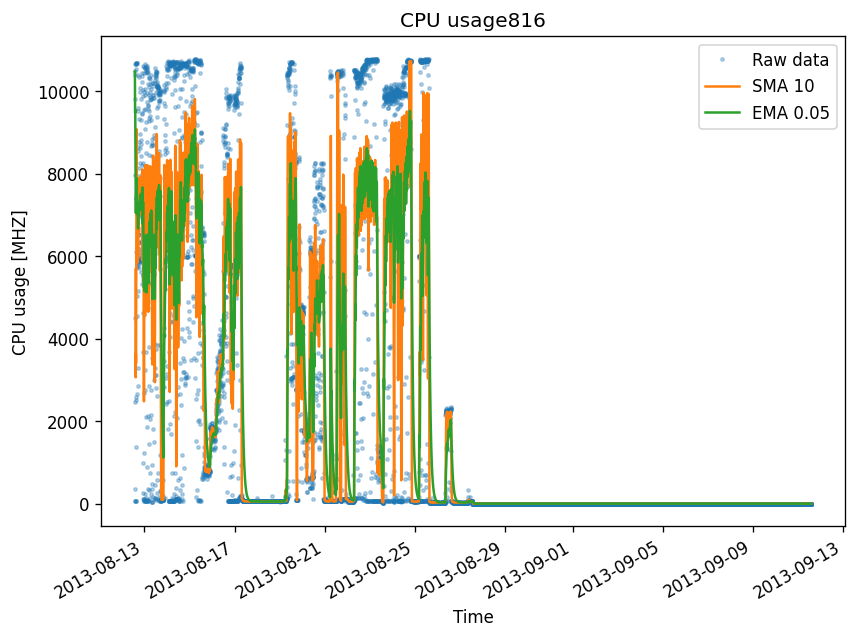 CPU usage816
Raw data
SMA 10
EMA 0.05
CPU usage [MHZ]
10000
8000
6000
4000
2000
0
2013-08-13
2013-08-17
2013-08-21
2013-08-25
2013-08-29
2013-09-01
2013-09-05
2013-09-09
2013-09-13
Time